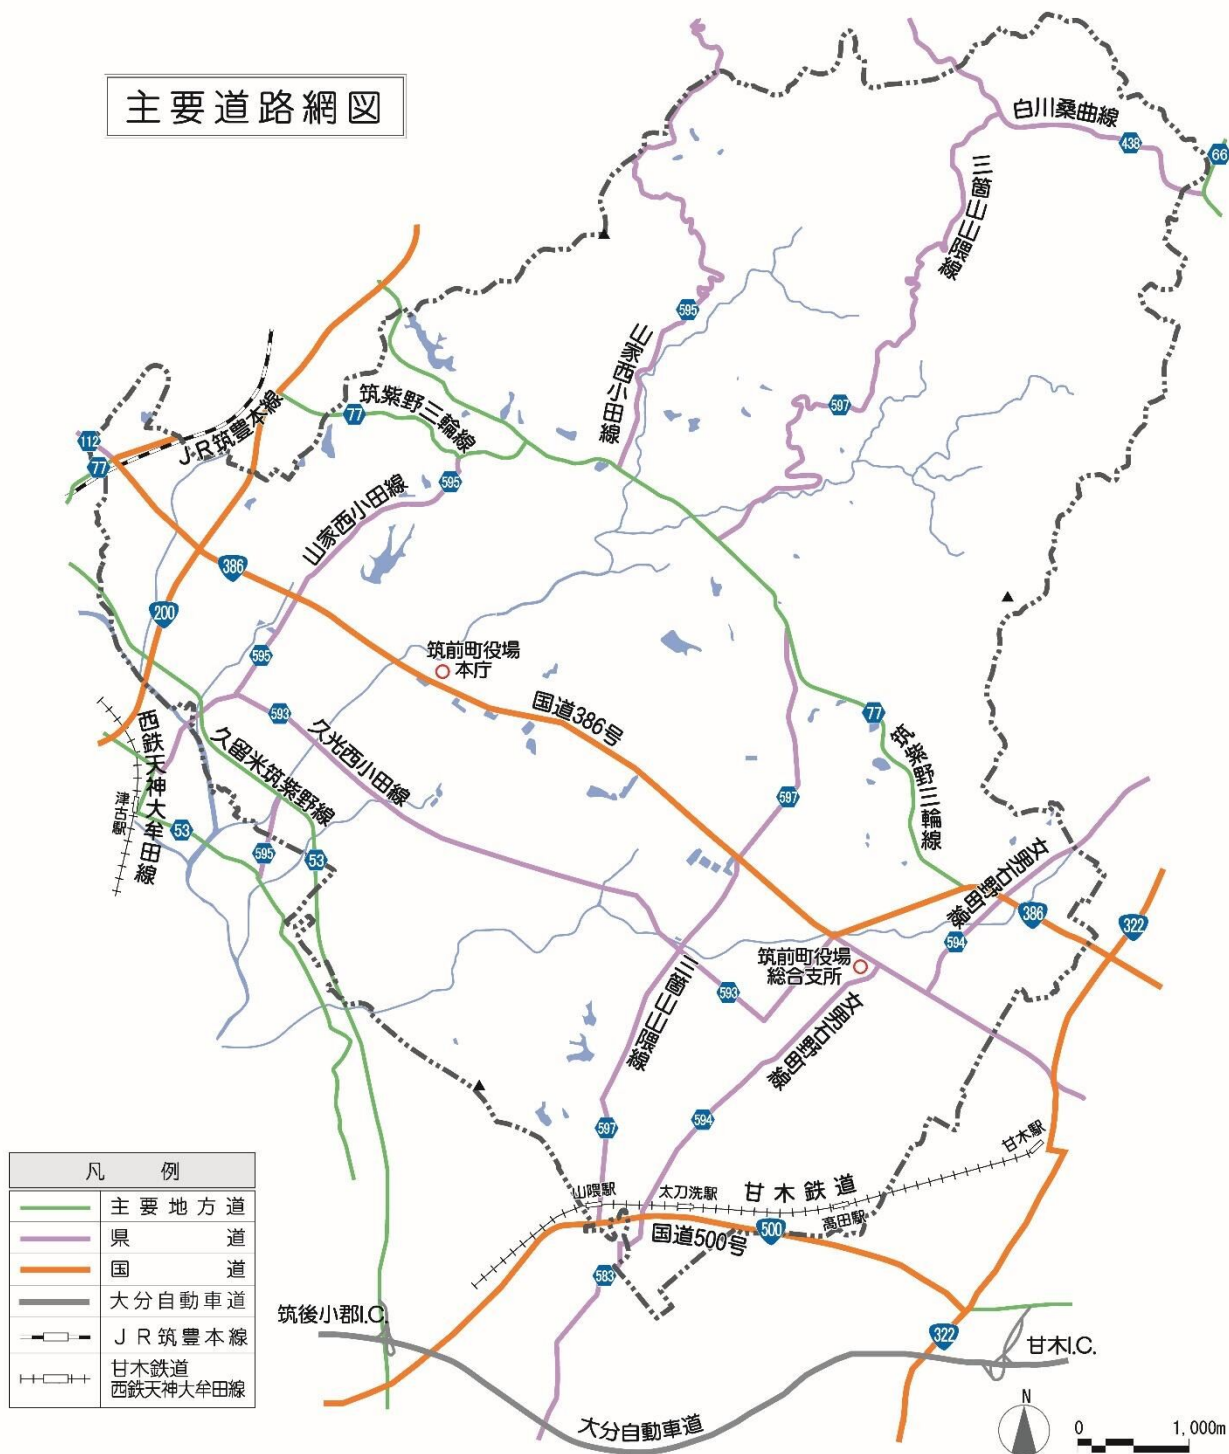 主要道路網図
白川桑曲線
438
66
三箇山山隈線
595
山家西小田線
597
筑紫野三輪線
77
JR筑豊本線
112
77
595
山家西小田線
386
200
筑前町役場
本庁
595
593
国道386号
77
筑紫野三輪線
西鉄天神大牟田線
久留米筑紫野線
久光西小田線
津古駅
53
595
53
597
女男石野町線
386
322
594
筑前町役場
総合支所
593
三箇山山隈線
女男石野町線
597
594
甘木駅
山隈駅
太刀洗駅
甘木鉄道
高田駅
国道500号
500
583
筑後小郡I.C.
322
甘木I.C.
大分自動車道
凡例
主要地方道
県道
国道
大分自動車道
JR筑豊本線
甘木鉄道
西鉄天神大牟田線
N
0 1,000m